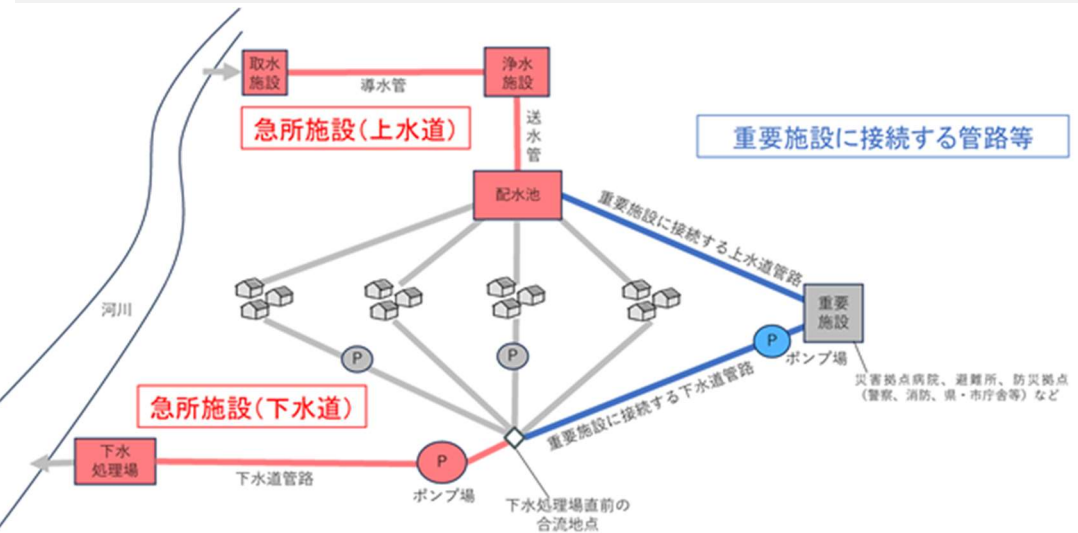 取水
施設
導水管
浄水
施設
急所施設（上水道）
送水管
重要施設に接続する管路等
配水池
重要施設に接続する上水道管路
河川
重要
施設
P
ポンプ場
P
P
災害拠点病院、避難所、防災拠点
（警察、消防、県・市庁舎等）など
急所施設（下水道）
重要施設に接続する下水道管路
下水
処理場
下水道管路
P
ポンプ場
下水処理場直前の
合流地点